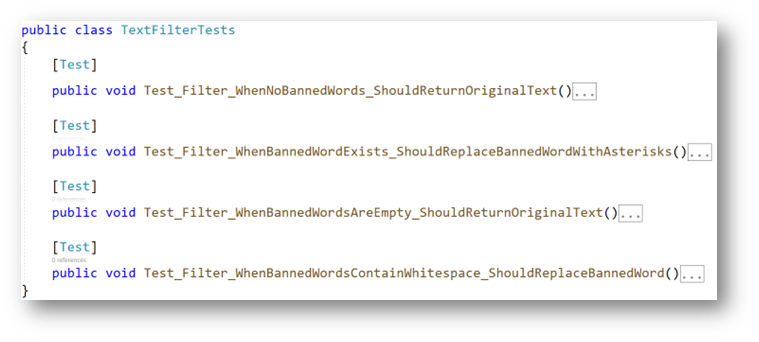 public class TextFilterTests
{
[Test]
public void Test_Filter_WhenNoBannedWords_ShouldReturnOriginalText()...
[Test]
public void Test_Filter_WhenBannedWordExists_ShouldReplaceBannedWordWithAsterisks()...
[Test]
0 references
public void Test_Filter_WhenBannedWordsAreEmpty_ShouldReturnOriginalText()...
[Test]
0 references
public void Test_Filter_WhenBannedWordsContainWhitespace_ShouldReplaceBannedWord()...
}